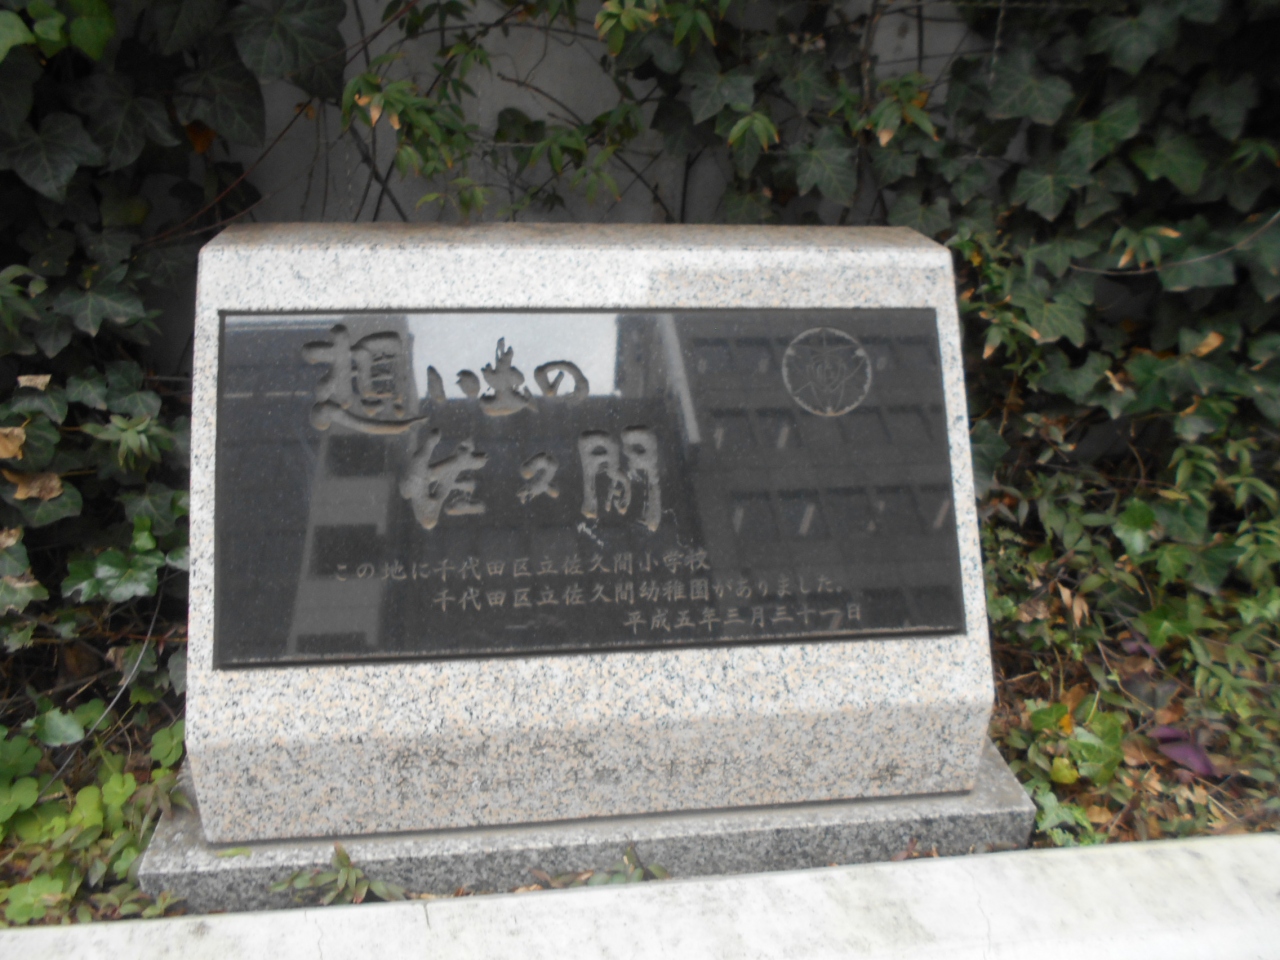 想い出の
佐久間
この地に千代田区立佐久間小学校
千代田区立佐久間幼稚園がありました。
平成五年三月三十一日